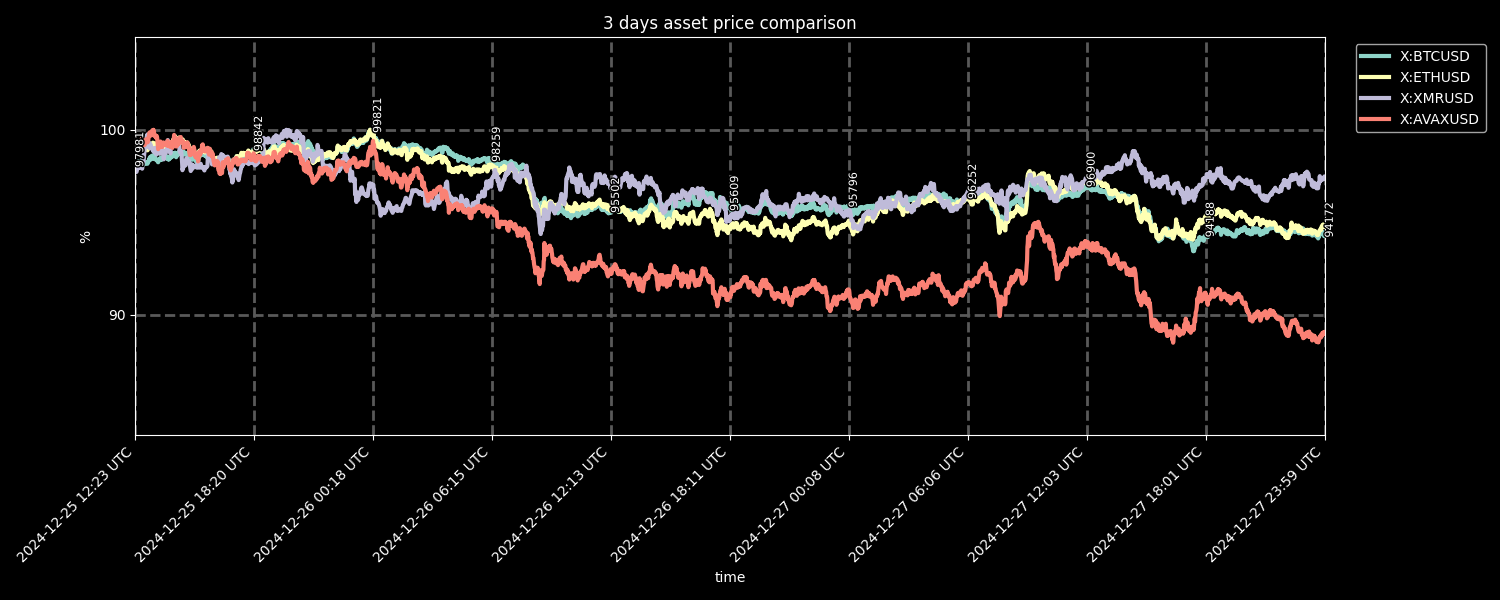 3 days asset price comparison
X:BTCUSD
X:ETHUSD
X:XMRUSD
X:AVAXUSD
%
100
90
97981
98842
99821
98259
95502
95609
95796
96252
96900
94188
94172
2024-12-25 12:23 UTC
2024-12-25 18:20 UTC
2024-12-26 00:18 UTC
2024-12-26 06:15 UTC
2024-12-26 12:13 UTC
2024-12-26 18:11 UTC
2024-12-27 00:08 UTC
2024-12-27 06:06 UTC
2024-12-27 12:03 UTC
2024-12-27 18:01 UTC
2024-12-27 23:59 UTC
time